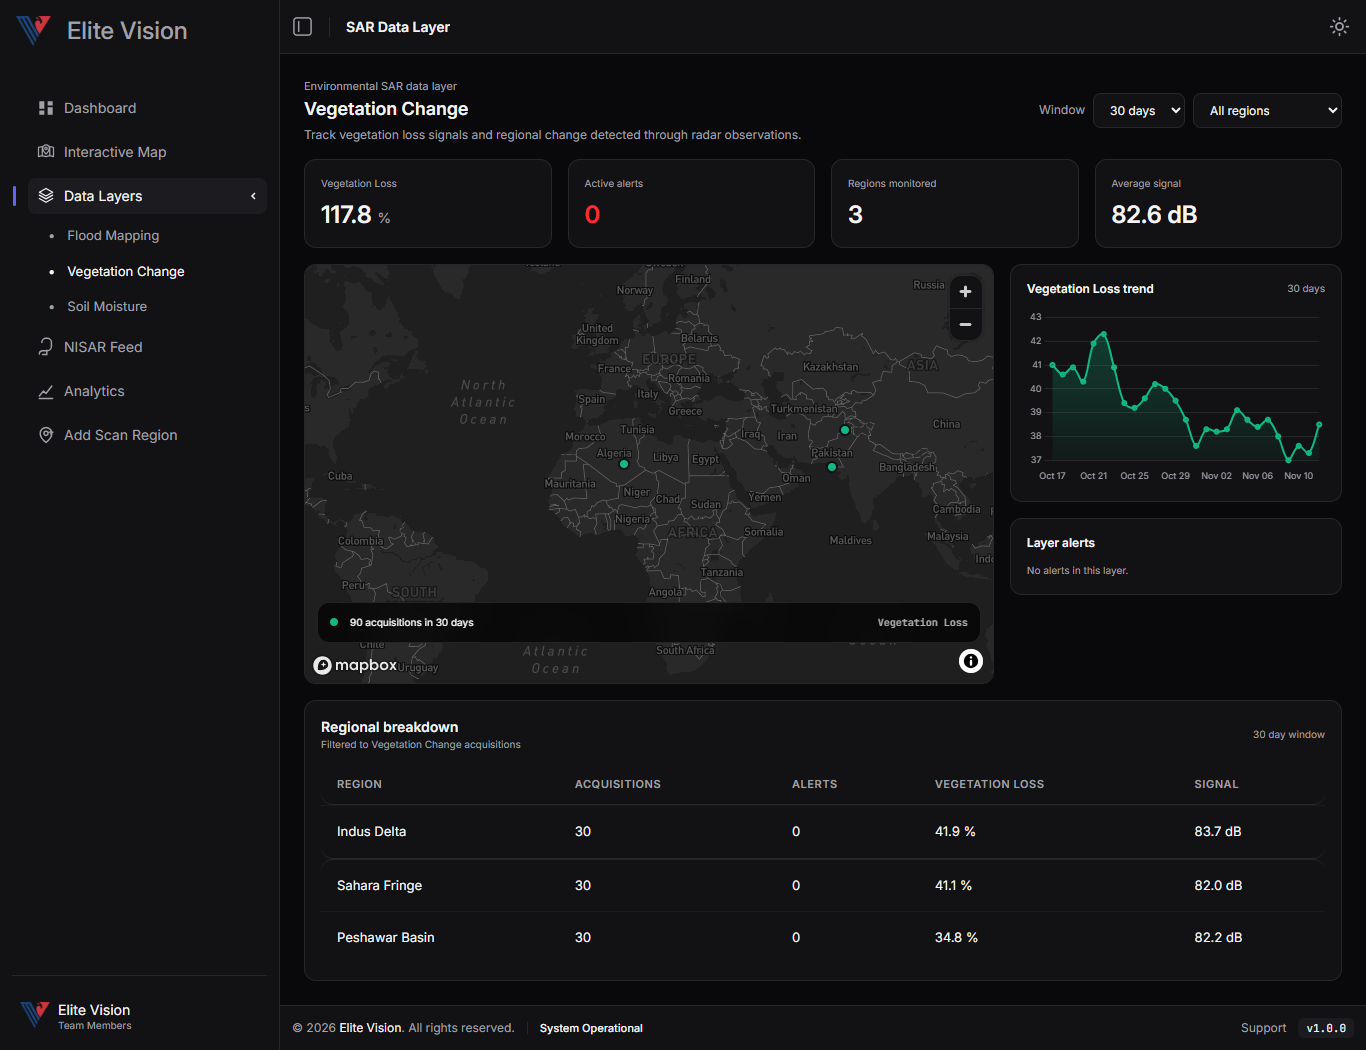 Elite Vision
Dashboard
Interactive Map
Data Layers
Flood Mapping
Vegetation Change
Soil Moisture
NISAR Feed
Analytics
Add Scan Region
Elite Vision
Team Members
SAR Data Layer
Environmental SAR data layer
Vegetation Change
Track vegetation loss signals and regional change detected through radar observations.
Window
30 days
All regions
Vegetation Loss
117.8 %
Active alerts
0
Regions monitored
3
Average signal
82.6 dB
Finland
Norway
Russia
United Kingdom
Belarus
EUROPE
France
Romania
Kazakhstan
ASIA
North Atlantic Ocean
Spain
Italy
Greece
Turkmenistan
China
Morocco
Tunisia
Iraq
Iran
Algeria
Libya
Egypt
Pakistan
Bangladesh
Cuba
Mauritania
Oman
Niger
Chad
Sudan
Yemen
Nigeria
Cambodia
AFRICA
Somalia
Colombia
Maldives
Malaysia
Tanzania
Peru
SOUTH
Angola
90 acquisitions in 30 days
Vegetation Loss
Chile
Atlantic Ocean
South Africa
mapbox
Uruguay
Vegetation Loss trend
30 days
43
42
41
40
39
38
37
Oct 17 Oct 21 Oct 25 Oct 29 Nov 02 Nov 06 Nov 10
Layer alerts
No alerts in this layer.
Regional breakdown
Filtered to Vegetation Change acquisitions
30 day window
REGION ACQUISITIONS ALERTS VEGETATION LOSS SIGNAL
Indus Delta 30 0 41.9 % 83.7 dB
Sahara Fringe 30 0 41.1 % 82.0 dB
Peshawar Basin 30 0 34.8 % 82.2 dB
© 2026 Elite Vision. All rights reserved.
System Operational
Support
v1.0.0